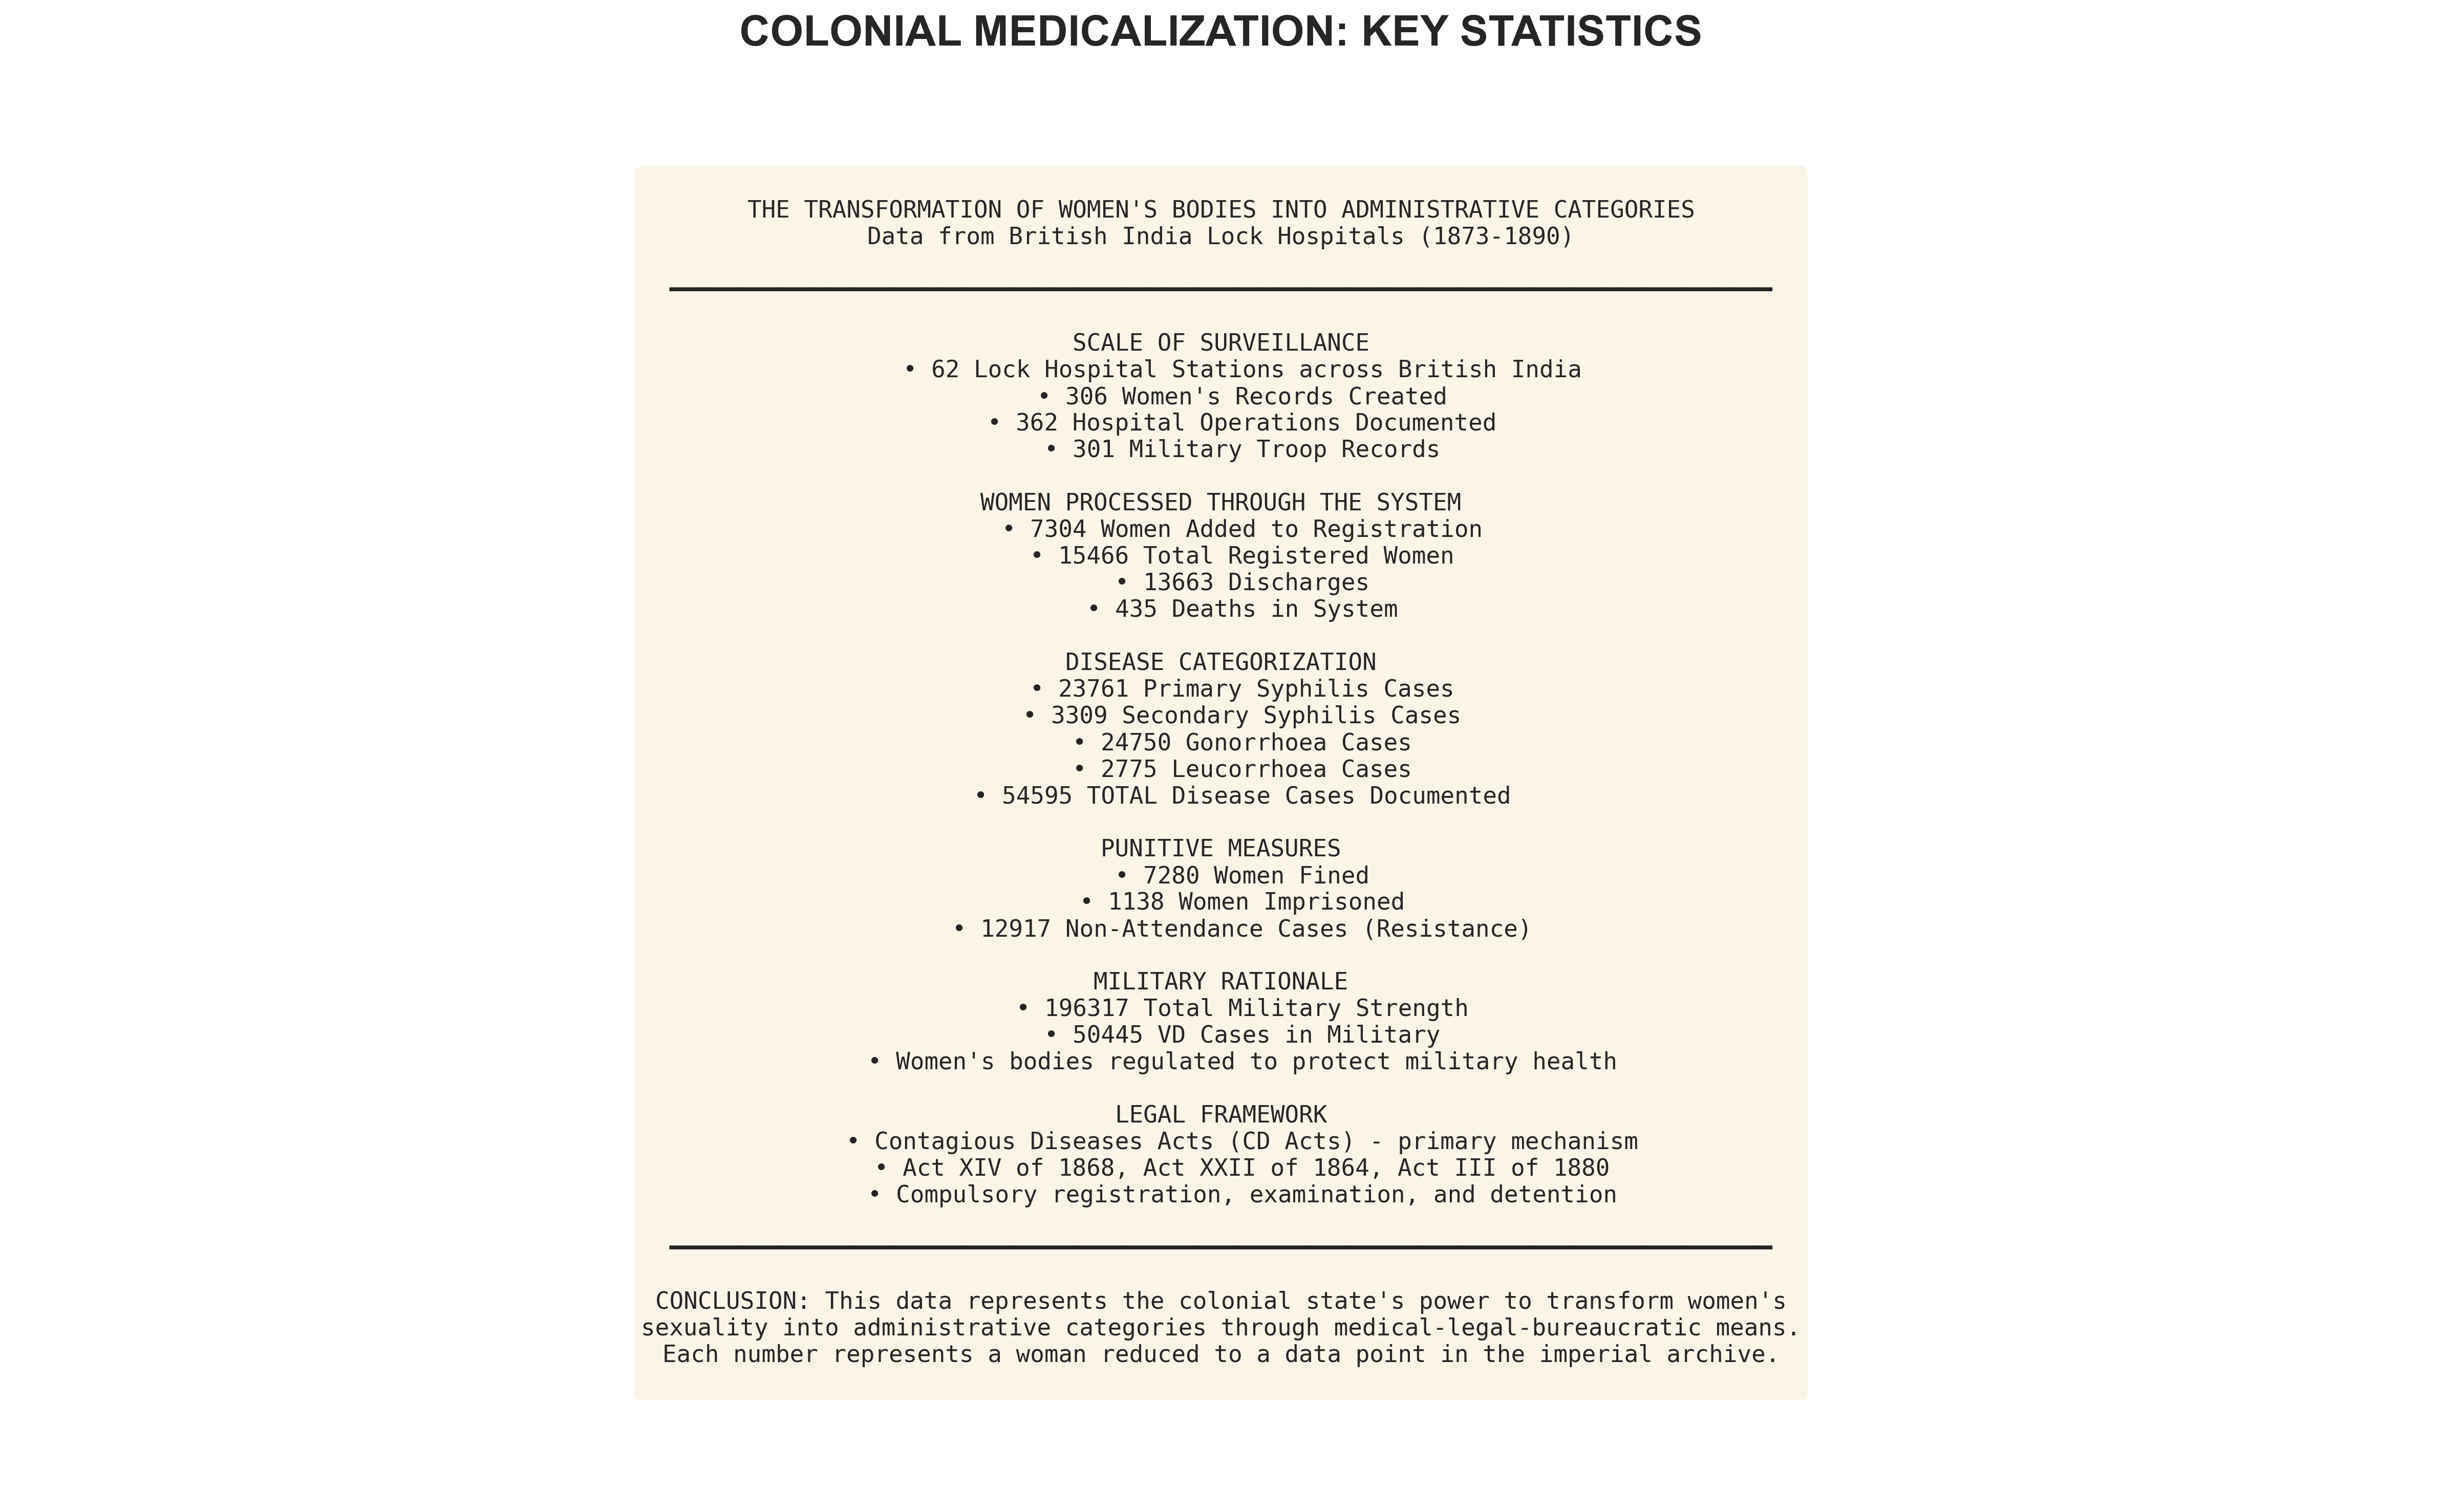 COLONIAL MEDICALIZATION: KEY STATISTICS
THE TRANSFORMATION OF WOMEN'S BODIES INTO ADMINISTRATIVE CATEGORIES
Data from British India Lock Hospitals (1873-1890)
SCALE OF SURVEILLANCE
• 62 Lock Hospital Stations across British India
• 306 Women's Records Created
• 362 Hospital Operations Documented
• 301 Military Troop Records
WOMEN PROCESSED THROUGH THE SYSTEM
• 7304 Women Added to Registration
• 15466 Total Registered Women
• 13663 Discharges
• 435 Deaths in System
DISEASE CATEGORIZATION
• 23761 Primary Syphilis Cases
• 3309 Secondary Syphilis Cases
• 24750 Gonorrhoea Cases
• 2775 Leucorrhoea Cases
• 54595 TOTAL Disease Cases Documented
PUNITIVE MEASURES
• 7280 Women Fined
• 1138 Women Imprisoned
• 12917 Non-Attendance Cases (Resistance)
MILITARY RATIONALE
• 196317 Total Military Strength
• 50445 VD Cases in Military
• Women's bodies regulated to protect military health
LEGAL FRAMEWORK
• Contagious Diseases Acts (CD Acts) - primary mechanism
• Act XIV of 1868, Act XXII of 1864, Act III of 1880
• Compulsory registration, examination, and detention
CONCLUSION: This data represents the colonial state's power to transform women's
sexuality into administrative categories through medical-legal-bureaucratic means.
Each number represents a woman reduced to a data point in the imperial archive.